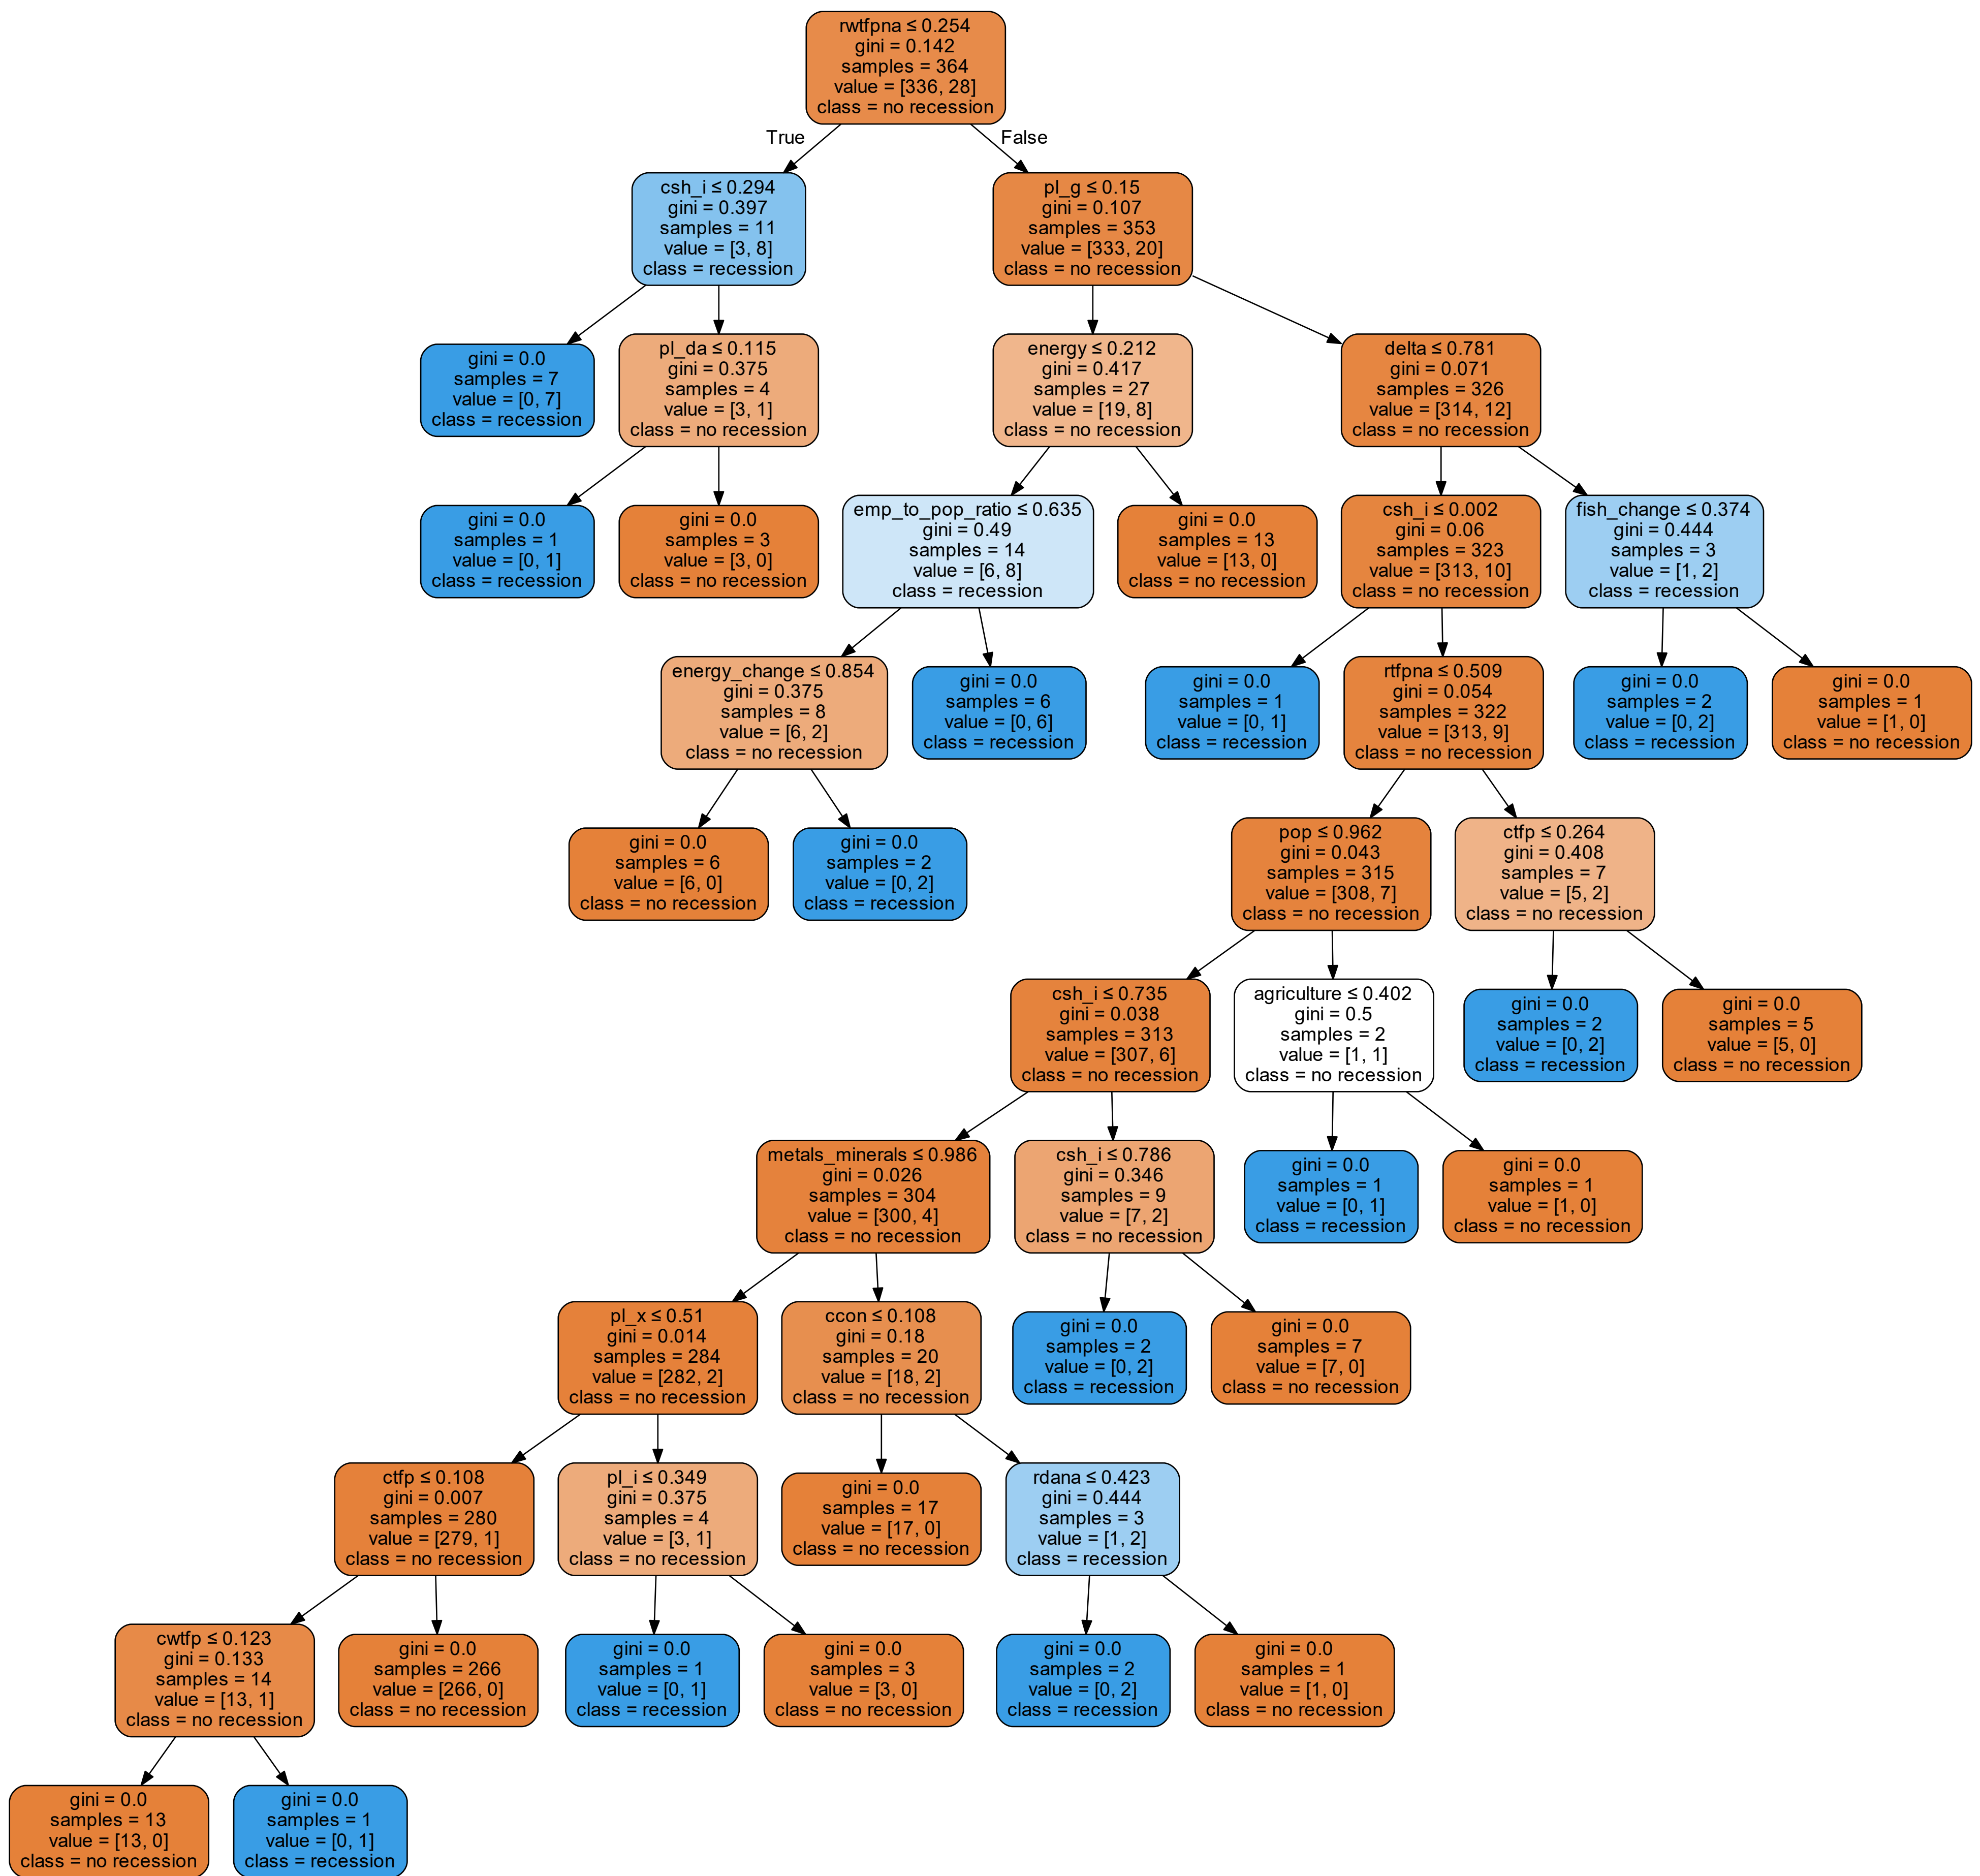 rwtfpna ≤ 0.254
gini = 0.142
samples = 364
value = [336, 28]
class = no recession
True
False
csh_i ≤ 0.294
gini = 0.397
samples = 11
value = [3, 8]
class = recession
pl_g ≤ 0.15
gini = 0.107
samples = 353
value = [333, 20]
class = no recession
gini = 0.0
samples = 7
value = [0, 7]
class = recession
pl_da ≤ 0.115
gini = 0.375
samples = 4
value = [3, 1]
class = no recession
energy ≤ 0.212
gini = 0.417
samples = 27
value = [19, 8]
class = no recession
delta ≤ 0.781
gini = 0.071
samples = 326
value = [314, 12]
class = no recession
gini = 0.0
samples = 1
value = [0, 1]
class = recession
gini = 0.0
samples = 3
value = [3, 0]
class = no recession
emp_to_pop_ratio ≤ 0.635
gini = 0.49
samples = 14
value = [6, 8]
class = recession
gini = 0.0
samples = 13
value = [13, 0]
class = no recession
csh_i ≤ 0.002
gini = 0.06
samples = 323
value = [313, 10]
class = no recession
fish_change ≤ 0.374
gini = 0.444
samples = 3
value = [1, 2]
class = recession
energy_change ≤ 0.854
gini = 0.375
samples = 8
value = [6, 2]
class = no recession
gini = 0.0
samples = 6
value = [0, 6]
class = recession
gini = 0.0
samples = 1
value = [0, 1]
class = recession
rtfpna ≤ 0.509
gini = 0.054
samples = 322
value = [313, 9]
class = no recession
gini = 0.0
samples = 2
value = [0, 2]
class = recession
gini = 0.0
samples = 1
value = [1, 0]
class = no recession
gini = 0.0
samples = 6
value = [6, 0]
class = no recession
gini = 0.0
samples = 2
value = [0, 2]
class = recession
pop ≤ 0.962
gini = 0.043
samples = 315
value = [308, 7]
class = no recession
ctfp ≤ 0.264
gini = 0.408
samples = 7
value = [5, 2]
class = no recession
csh_i ≤ 0.735
gini = 0.038
samples = 313
value = [307, 6]
class = no recession
agriculture ≤ 0.402
gini = 0.5
samples = 2
value = [1, 1]
class = no recession
gini = 0.0
samples = 2
value = [0, 2]
class = recession
gini = 0.0
samples = 5
value = [5, 0]
class = no recession
metals_minerals ≤ 0.986
gini = 0.026
samples = 304
value = [300, 4]
class = no recession
csh_i ≤ 0.786
gini = 0.346
samples = 9
value = [7, 2]
class = no recession
gini = 0.0
samples = 1
value = [0, 1]
class = recession
gini = 0.0
samples = 1
value = [1, 0]
class = no recession
pl_x ≤ 0.51
gini = 0.014
samples = 284
value = [282, 2]
class = no recession
ccon ≤ 0.108
gini = 0.18
samples = 20
value = [18, 2]
class = no recession
gini = 0.0
samples = 2
value = [0, 2]
class = recession
gini = 0.0
samples = 7
value = [7, 0]
class = no recession
ctfp ≤ 0.108
gini = 0.007
samples = 280
value = [279, 1]
class = no recession
pl_i ≤ 0.349
gini = 0.375
samples = 4
value = [3, 1]
class = no recession
gini = 0.0
samples = 17
value = [17, 0]
class = no recession
rdana ≤ 0.423
gini = 0.444
samples = 3
value = [1, 2]
class = recession
cwtfp ≤ 0.123
gini = 0.133
samples = 14
value = [13, 1]
class = no recession
gini = 0.0
samples = 266
value = [266, 0]
class = no recession
gini = 0.0
samples = 1
value = [0, 1]
class = recession
gini = 0.0
samples = 3
value = [3, 0]
class = no recession
gini = 0.0
samples = 2
value = [0, 2]
class = recession
gini = 0.0
samples = 1
value = [1, 0]
class = no recession
gini = 0.0
samples = 13
value = [13, 0]
class = no recession
gini = 0.0
samples = 1
value = [0, 1]
class = recession